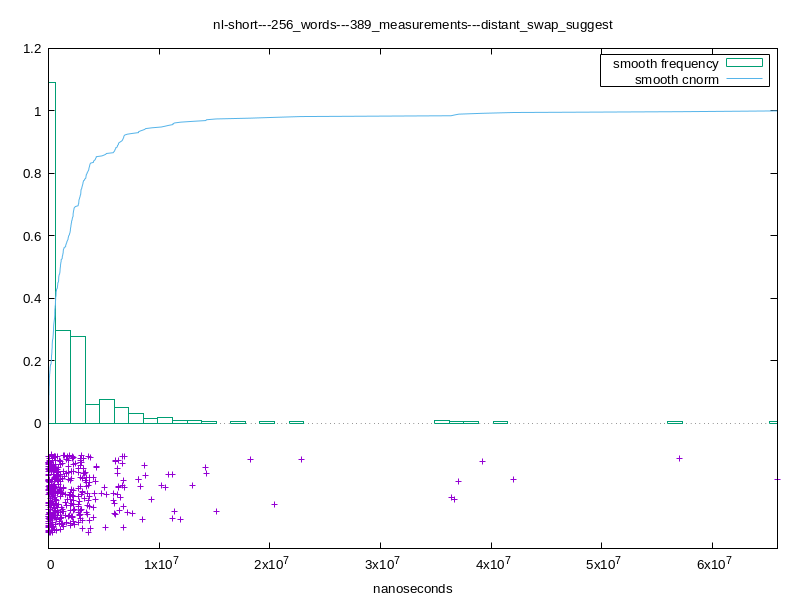 nl-short---256_words---389_measurements---distant_swap_suggest
smooth frequency
smooth cnorm
1.2
1
0.8
0.6
0.4
0.2
0
0 1x10^7 2x10^7 3x10^7 4x10^7 5x10^7 6x10^7
nanoseconds